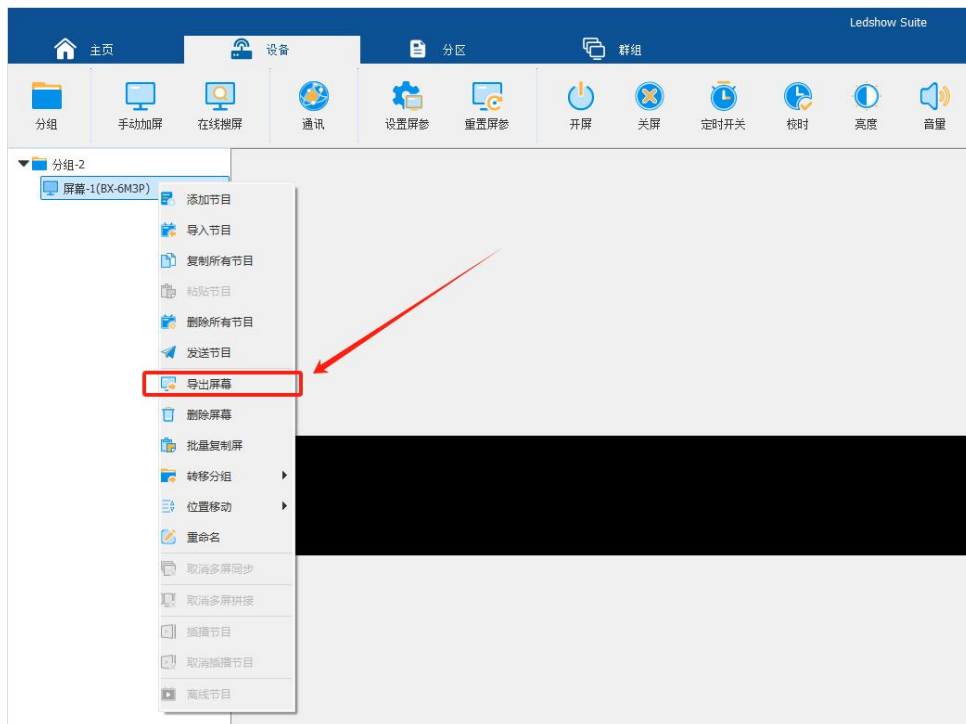 Ledshow Suite
主页
设备
分区
群组
分组
手动加屏
在线搜屏
通讯
设置屏参
重置屏参
开屏
关屏
定时开关
校时
亮度
音量
分组-2
屏幕-1(BX-6M3P)
添加节目
导入节目
复制所有节目
粘贴节目
删除所有节目
发送节目
导出屏幕
删除屏幕
批量复制屏
转移分组
位置移动
重命名
取消多屏同步
取消多屏拼接
插播节目
取消插播节目
离线节目